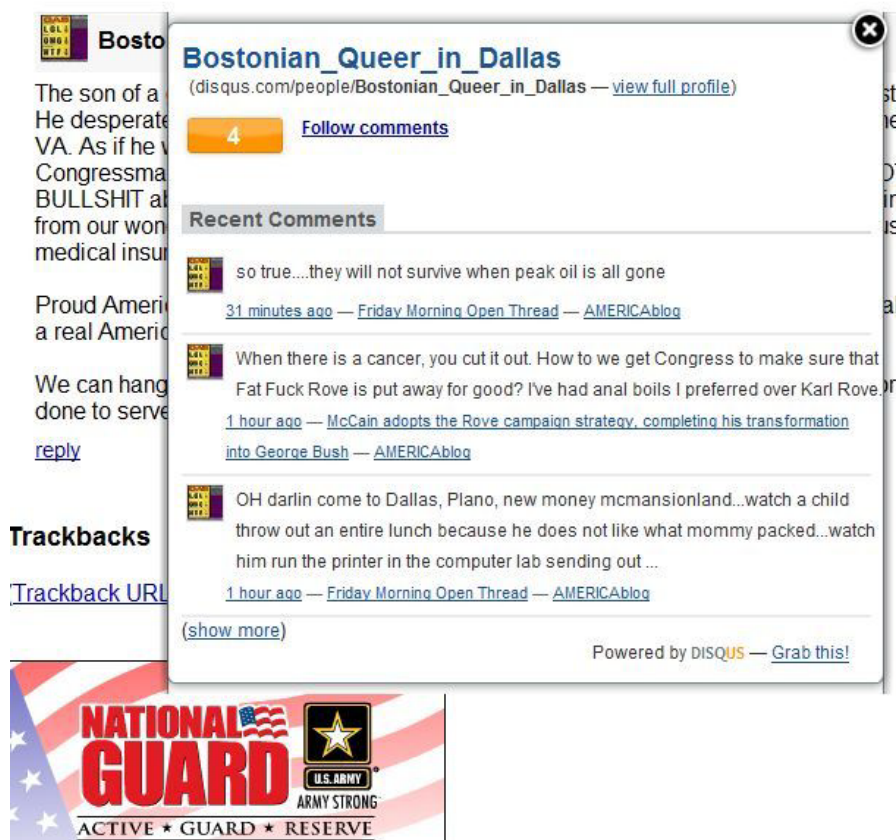 Bosto
The son of a
He desperate
VA. As if he
Congressma
BULLSHIT
from our
medical
Proud
a real
We can hang
done to serve
reply
Trackbacks
(Trackback URL
Bostonian_Queer_in_Dallas
(disqus.com/people/Bostonian_Queer_in_Dallas — view full profile)
4 Follow comments
Recent Comments
so true....they will not survive when peak oil is all gone
31 minutes ago — Friday Morning Open Thread — AMERICAblog
When there is a cancer, you cut it out. How to we get Congress to make sure that
Fat Fuck Rove is put away for good? I've had anal boils I preferred over Karl Rove.
1 hour ago — McCain adopts the Rove campaign strategy, completing his transformation
into George Bush — AMERICAblog
OH darlin come to Dallas, Plano, new money mcmansionland...watch a child
throw out an entire lunch because he does not like what mommy packed...watch
him run the printer in the computer lab sending out ...
1 hour ago — Friday Morning Open Thread — AMERICAblog
(show more)
Powered by DISQUS — Grab this!
NATIONAL
GUARD
U.S. ARMY
ARMY STRONG
ACTIVE ★ GUARD ★ RESERVE